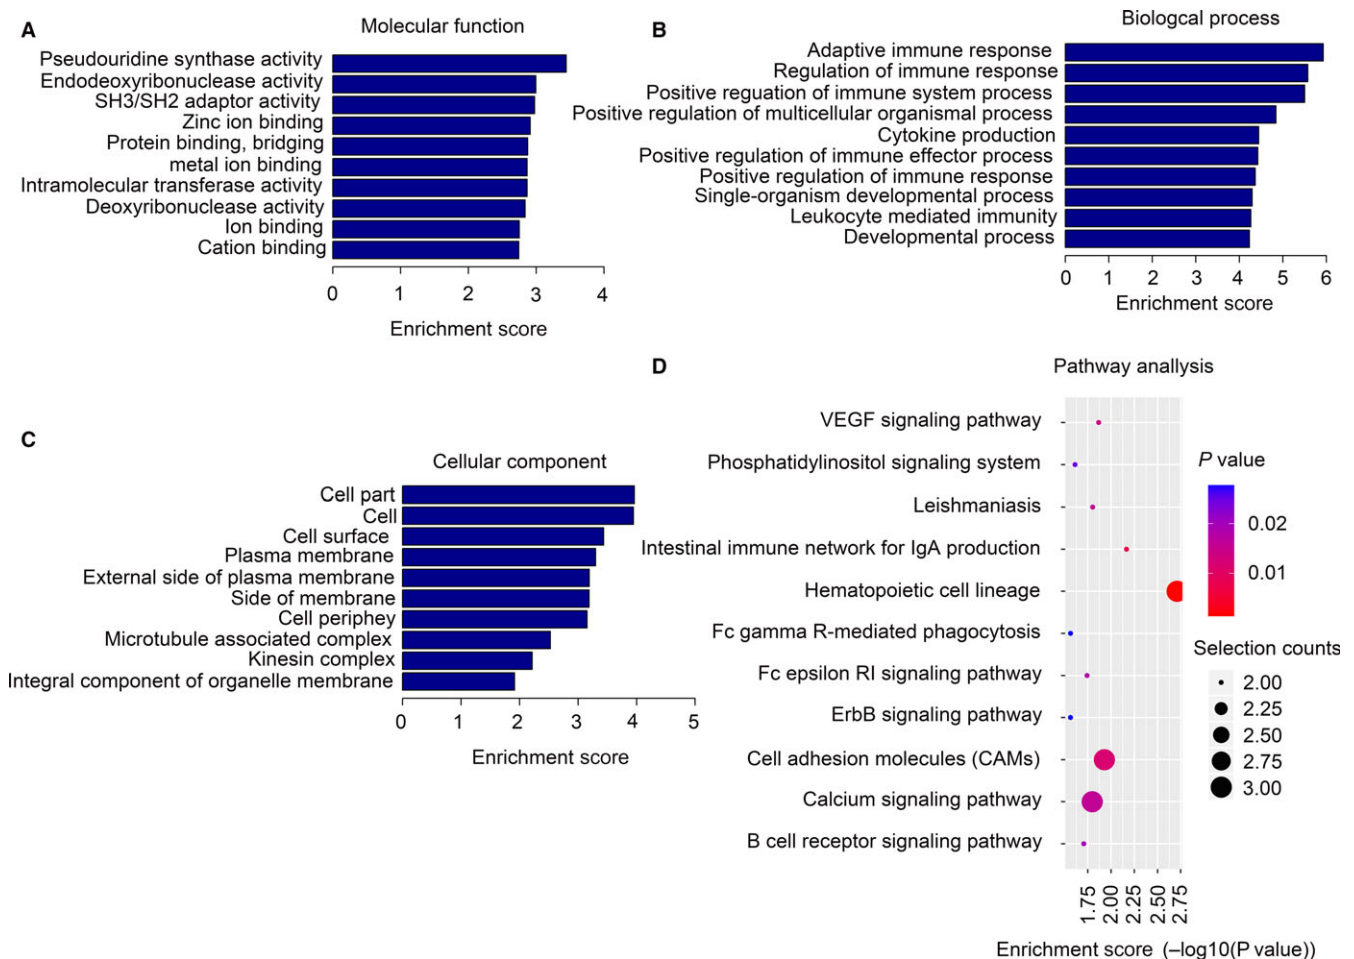 A
Molecular function
Pseudouridine synthase activity
Endodeoxyribonuclease activity
SH3/SH2 adaptor activity
Zinc ion binding
Protein binding, bridging
metal ion binding
Intramolecular transferase activity
Deoxyribonuclease activity
Ion binding
Cation binding
0 1 2 3 4
Enrichment score
B
Biologcal process
Adaptive immune response
Regulation of immune response
Positive reguation of immune system process
Positive regulation of multicellular organismal process
Cytokine production
Positive regulation of immune effector process
Positive regulation of immune response
Single-organism developmental process
Leukocyte mediated immunity
Developmental process
0 1 2 3 4 5 6
Enrichment score
C
Cellular component
Cell part
Cell
Cell surface
Plasma membrane
External side of plasma membrane
Side of membrane
Cell periphey
Microtubule associated complex
Kinesin complex
Integral component of organelle membrane
0 1 2 3 4 5
Enrichment score
D
Pathway anallysis
VEGF signaling pathway
Phosphatidylinositol signaling system
Leishmaniasis
Intestinal immune network for IgA production
Hematopoietic cell lineage
Fc gamma R-mediated phagocytosis
Fc epsilon RI signaling pathway
ErbB signaling pathway
Cell adhesion molecules (CAMs)
Calcium signaling pathway
B cell receptor signaling pathway
1.75 2.00 2.25 2.50 2.75
Enrichment score (–log10(P value))
P value
0.02
0.01
Selection counts
2.00
2.25
2.50
2.75
3.00